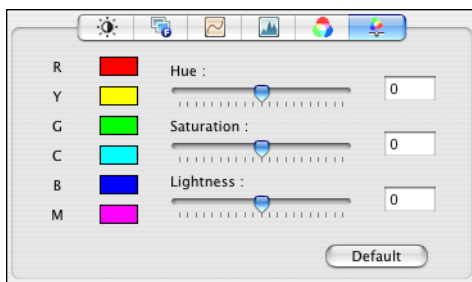 R
Y
G
C
B
M
Hue :
0
Saturation :
0
Lightness :
0
Default